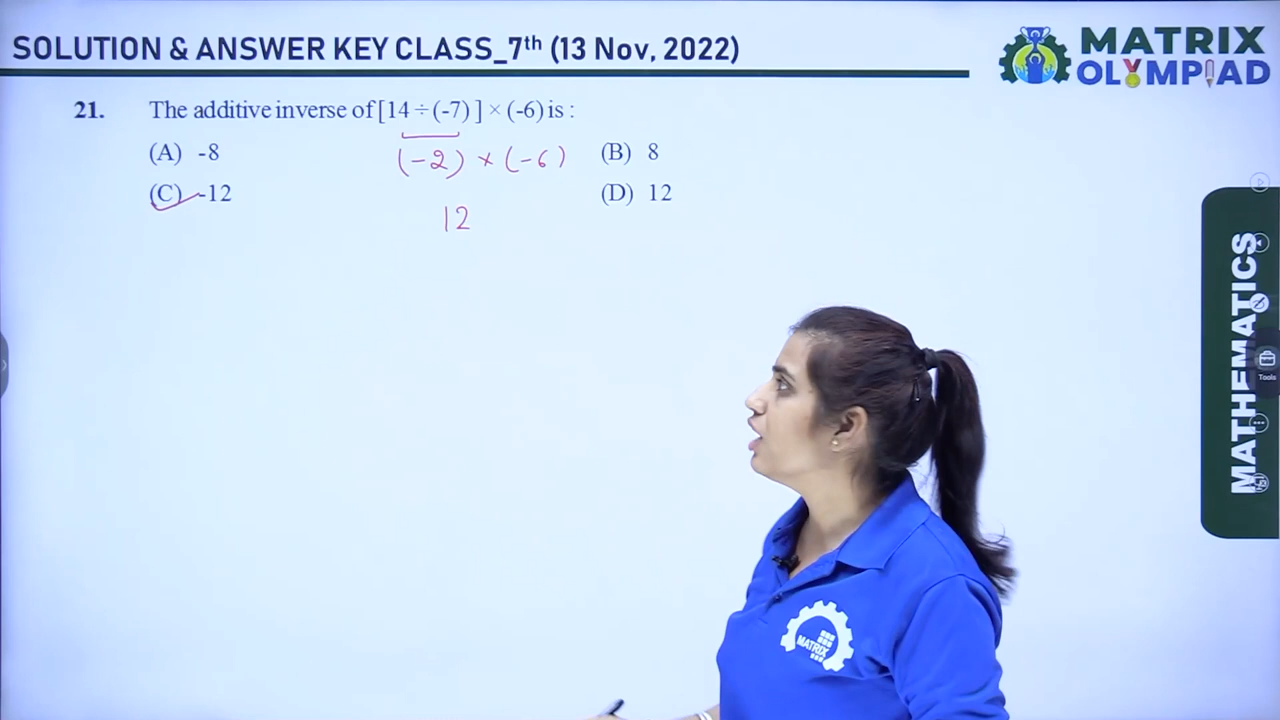 SOLUTION & ANSWER KEY CLASS_7th (13 Nov, 2022)
MATRIX
OLYMPIAD
21. The additive inverse of [14 ÷ (-7) ] × (-6) is :
(A) -8
(-2) × (-6)
(B) 8
(C) -12
(D) 12
12
MATHEMATICS
Tools
MATRIX